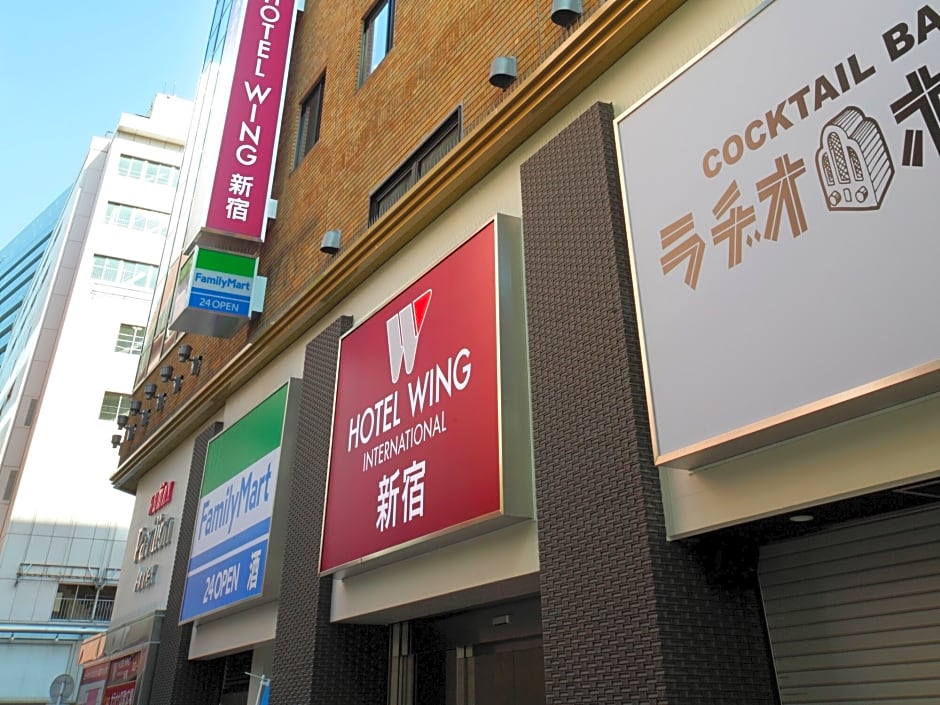 HOTEL WING 新宿
FamilyMart
24 OPEN
COCKTAIL BA
ラヂオ
HOTEL WING
INTERNATIONAL
新宿
FamilyMart
24 OPEN 酒